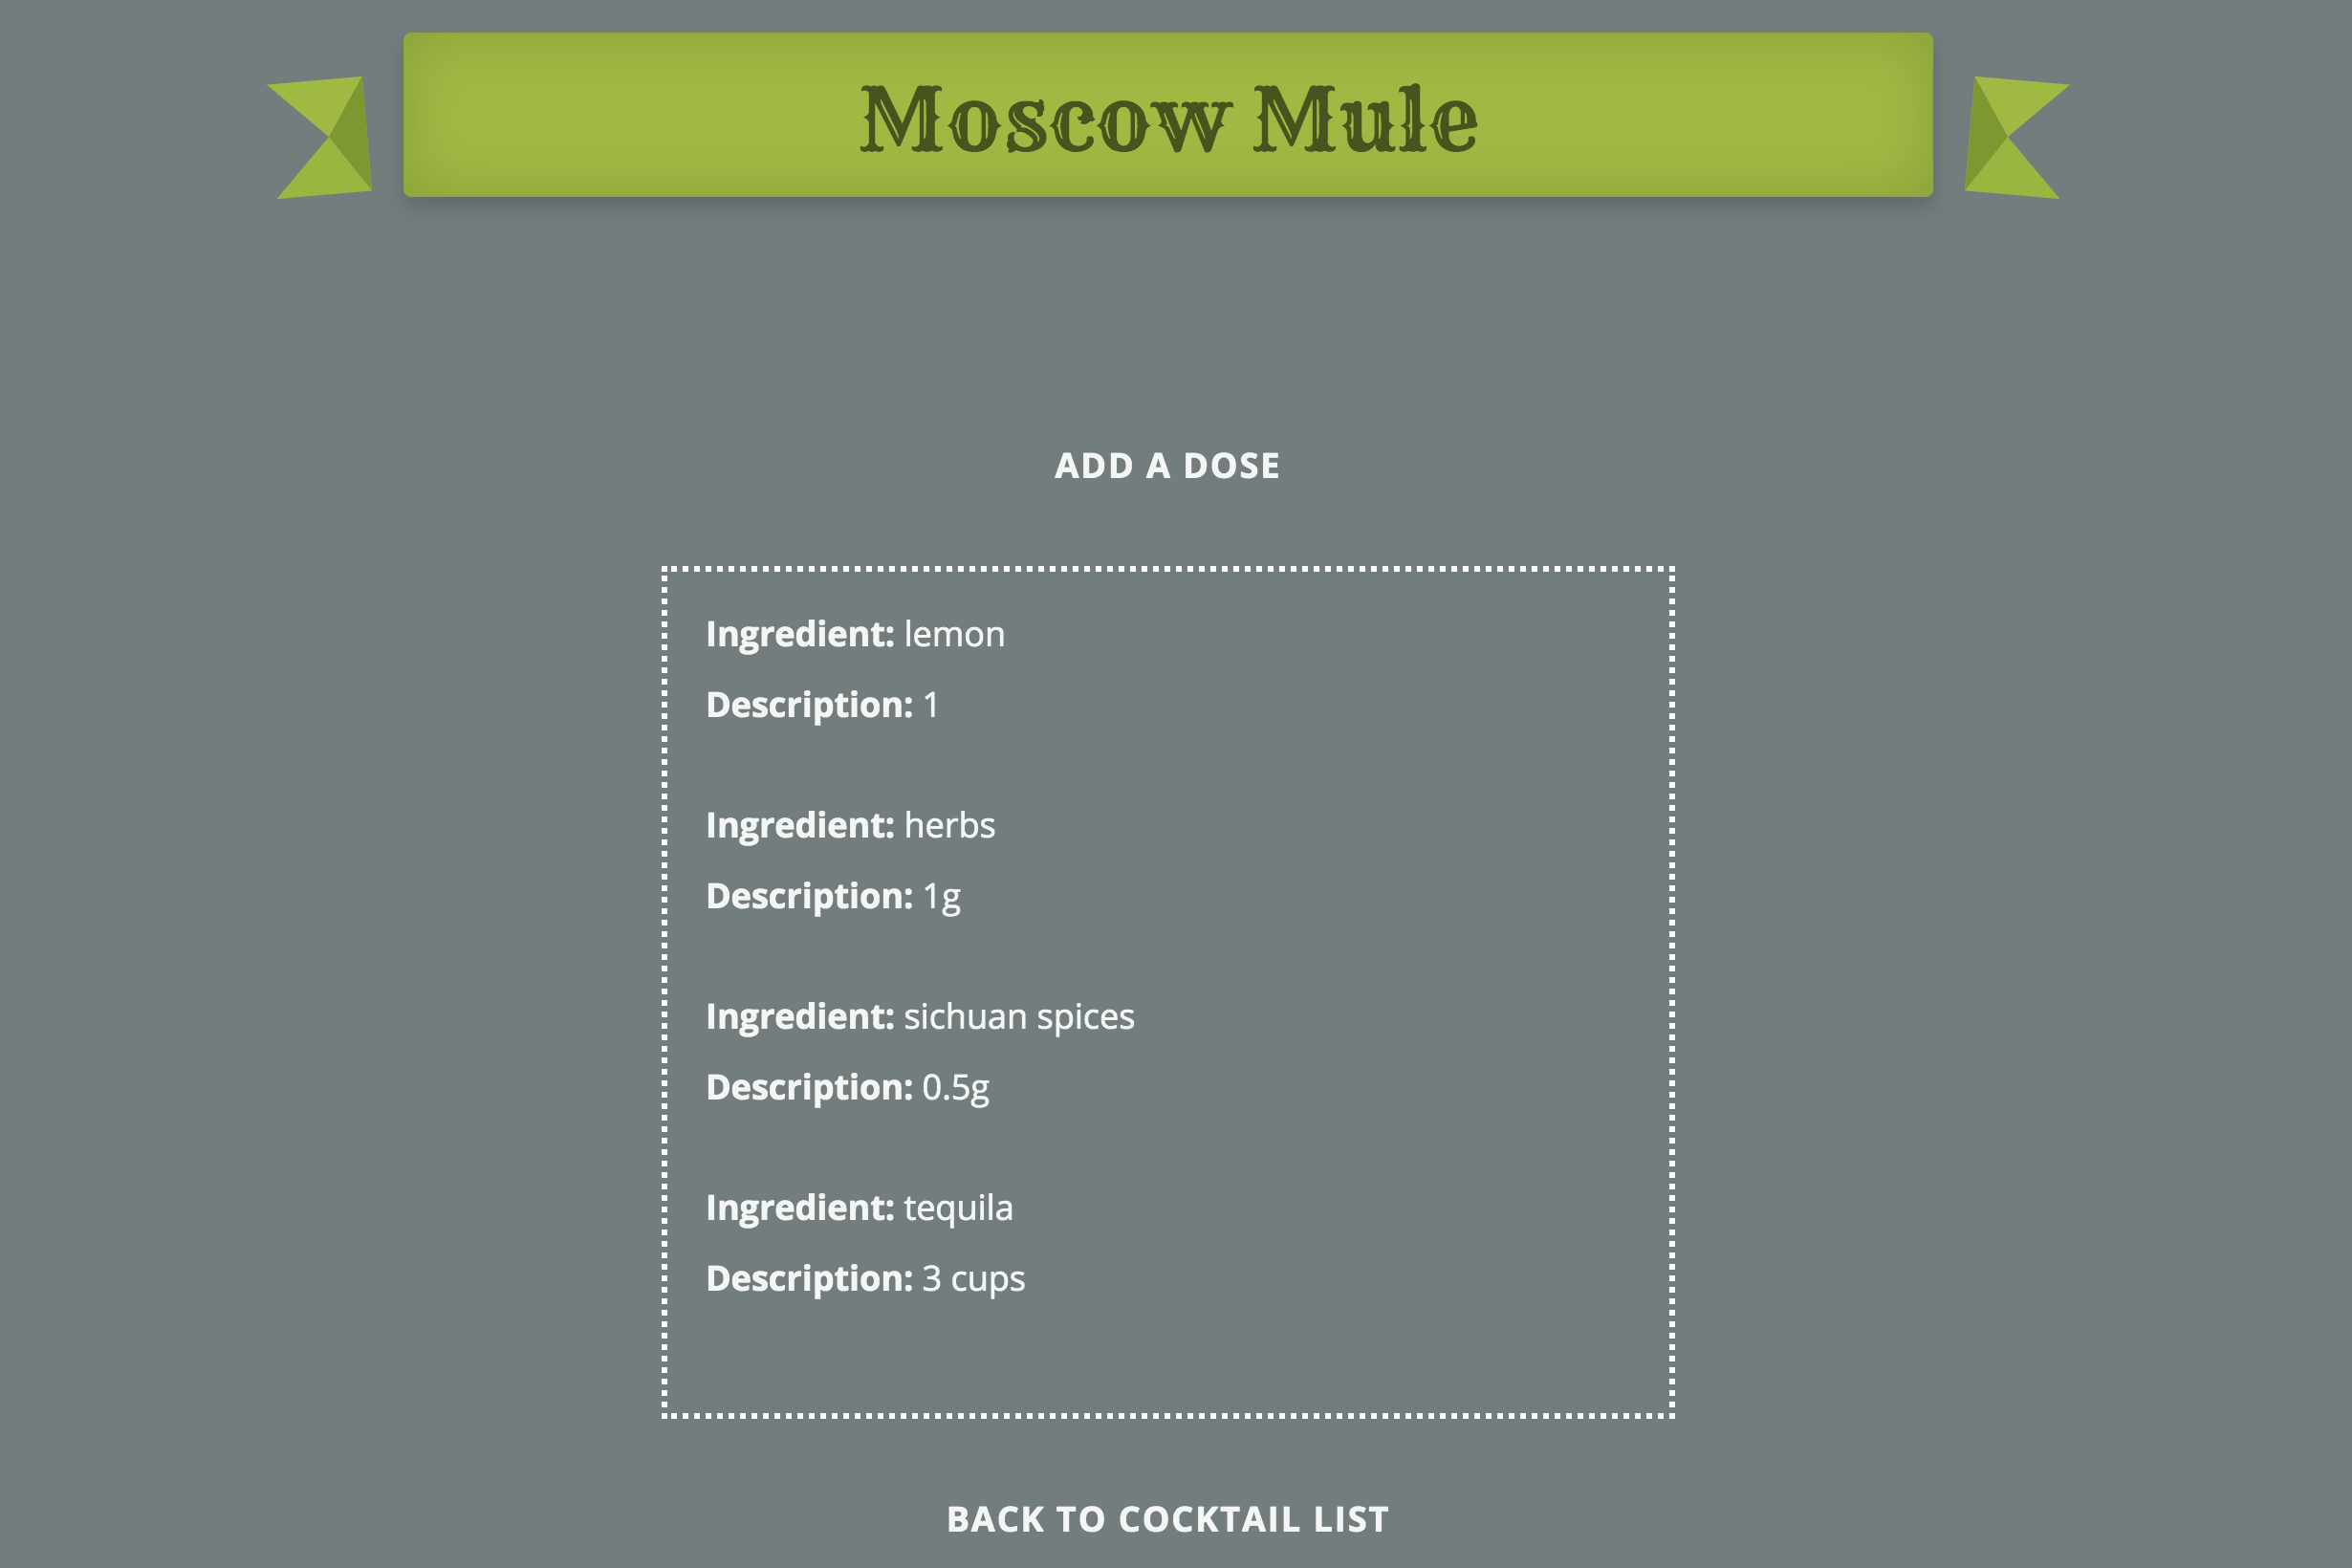 Moscow Mule
ADD A DOSE
Ingredient: lemon
Description: 1
Ingredient: herbs
Description: 1g
Ingredient: sichuan spices
Description: 0.5g
Ingredient: tequila
Description: 3 cups
BACK TO COCKTAIL LIST